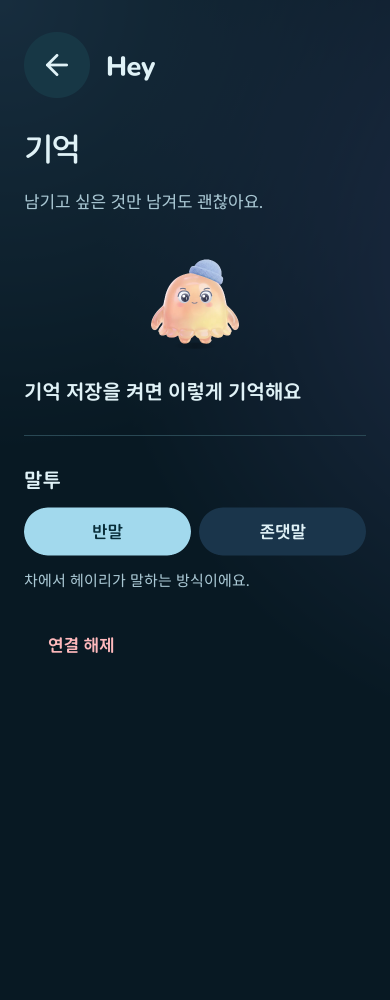 Hey
기억
남기고 싶은 것만 남겨도 괜찮아요.
기억 저장을 켜면 이렇게 기억해요
말투
반말
존댓말
차에서 헤이리가 말하는 방식이에요.
연결 해제